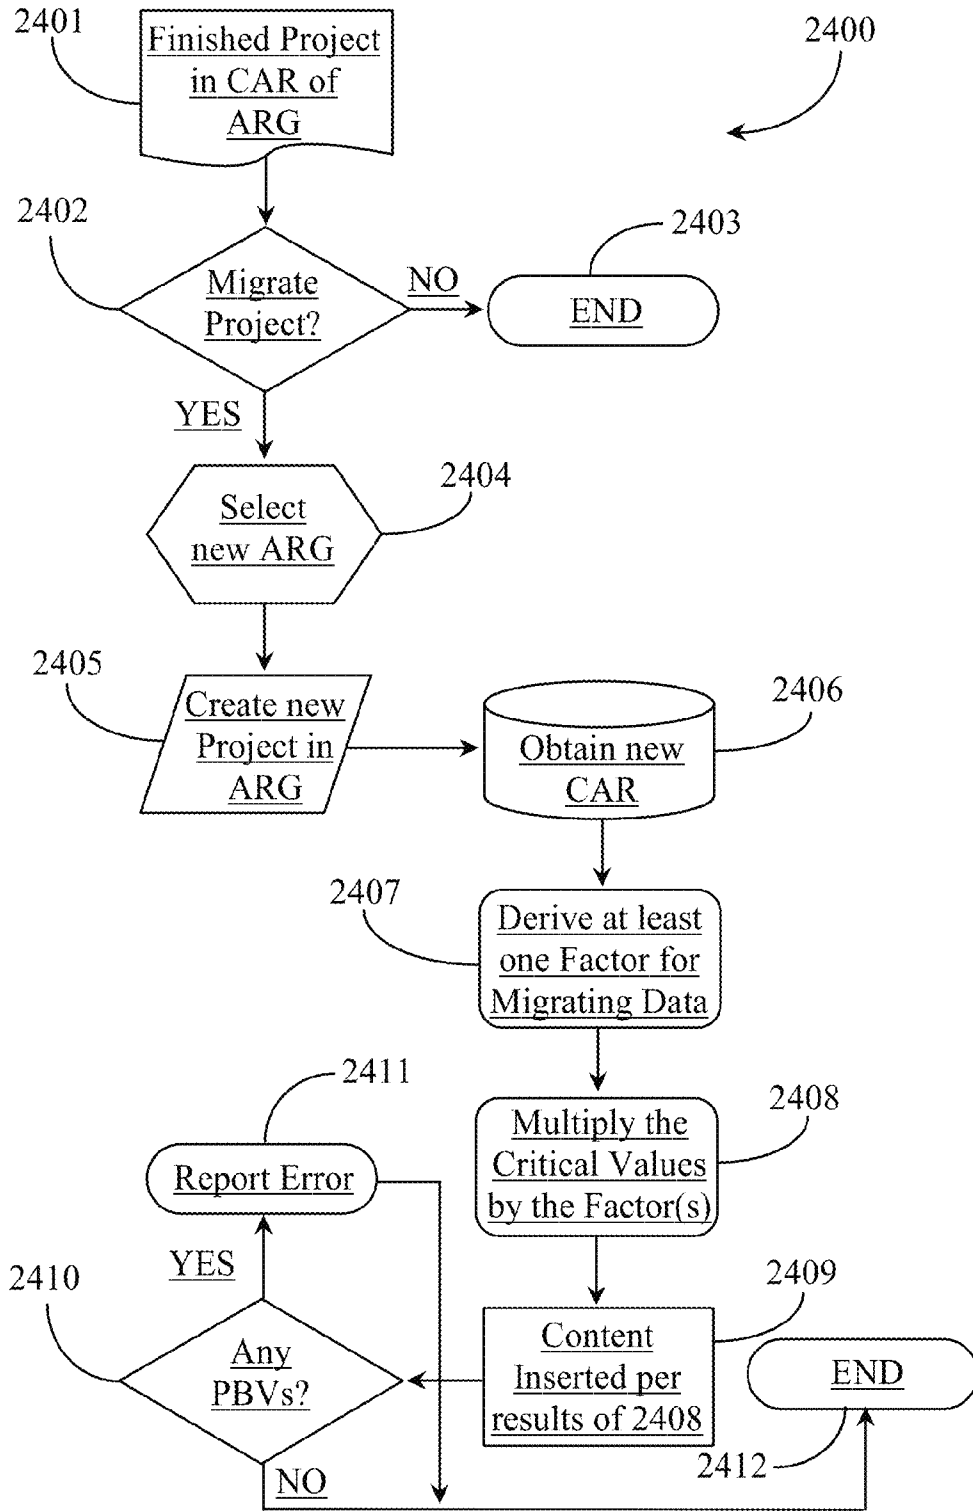 2401
Finished Project
in CAR of
ARG
2400
2402
Migrate
Project?
NO
2403
END
YES
2404
Select
new ARG
2405
Create new
Project in
ARG
2406
Obtain new
CAR
2407
Derive at least
one Factor for
Migrating Data
2408
Multiply the
Critical Values
by the Factor(s)
2409
Content
Inserted per
results of 2408
2410
Any
PBVs?
YES
2411
Report Error
NO
END
2412